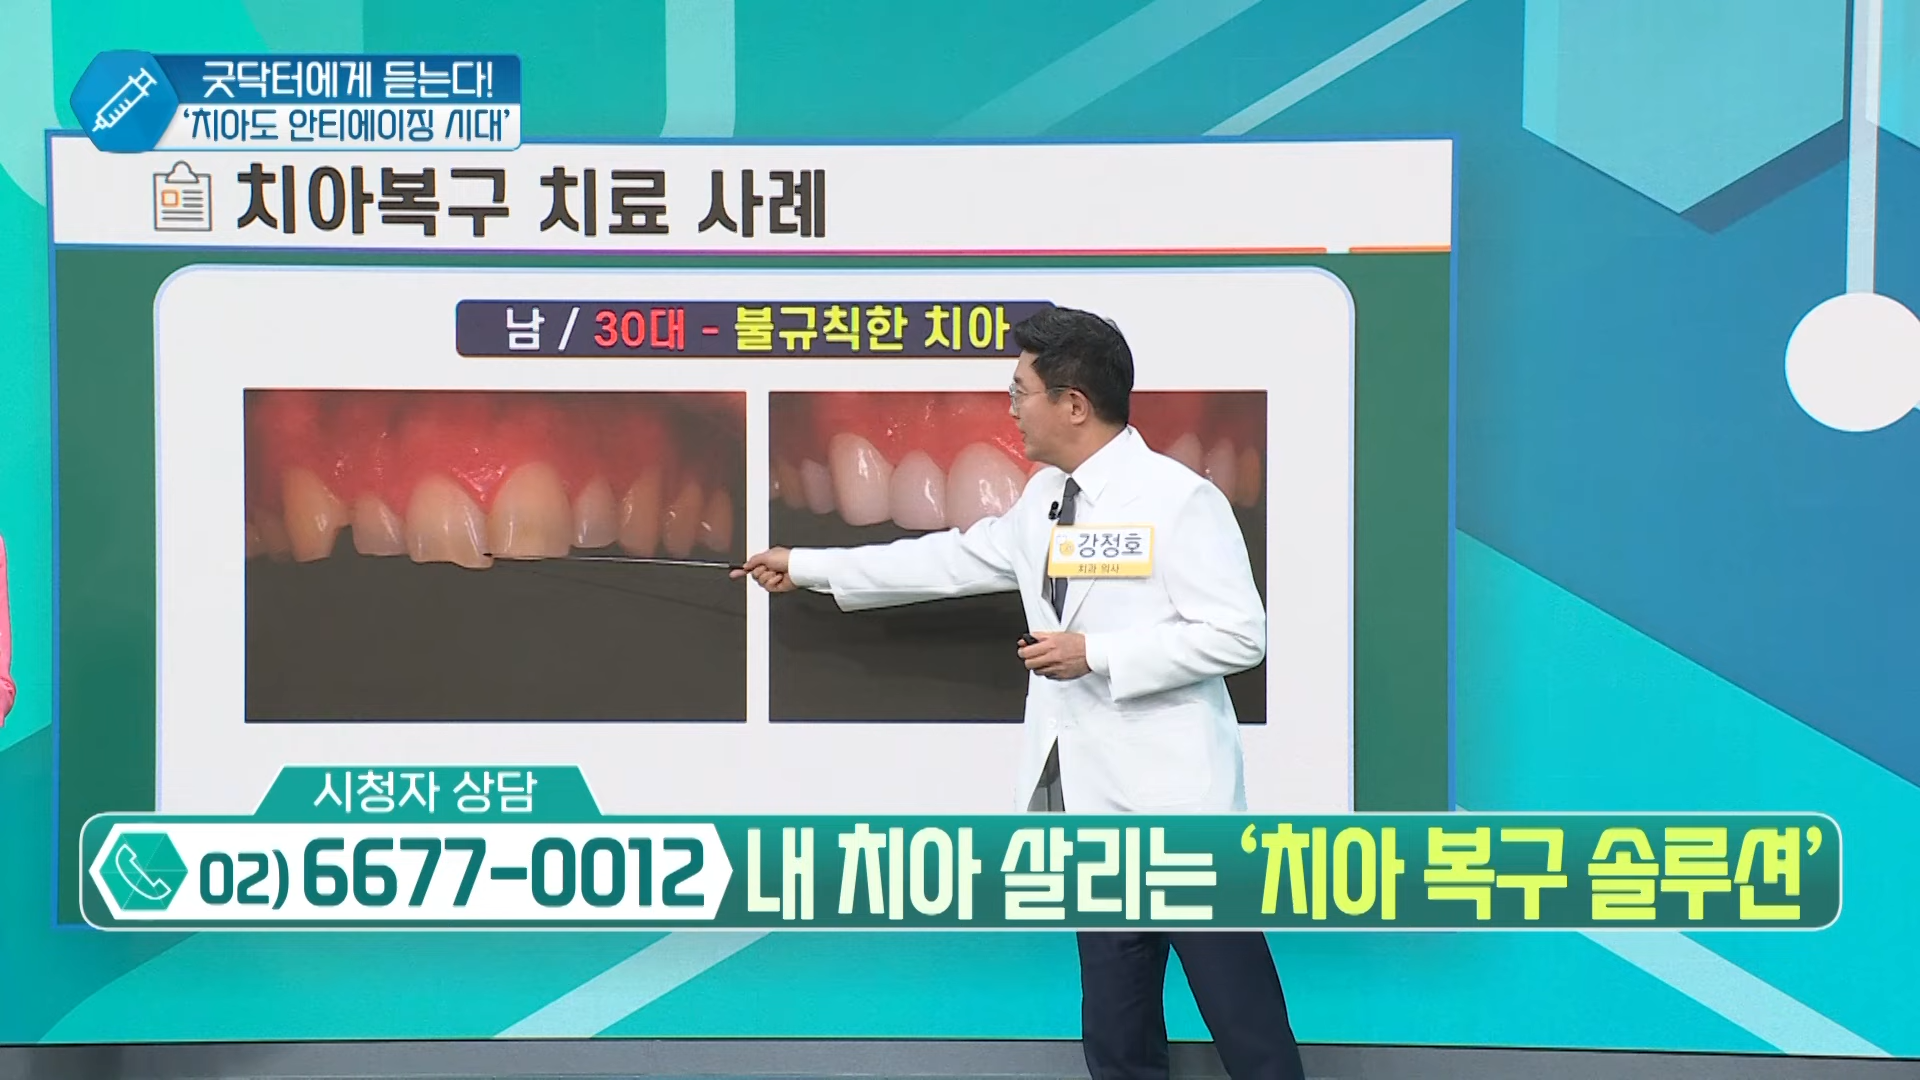 굿닥터에게 듣는다!
‘치아도 안티에이징 시대’
치아복구 치료 사례
남 / 30대 - 불규칙한 치아
강정호
치과 의사
시청자 상담
02) 6677-0012 내 치아 살리는 ‘치아 복구 솔루션’